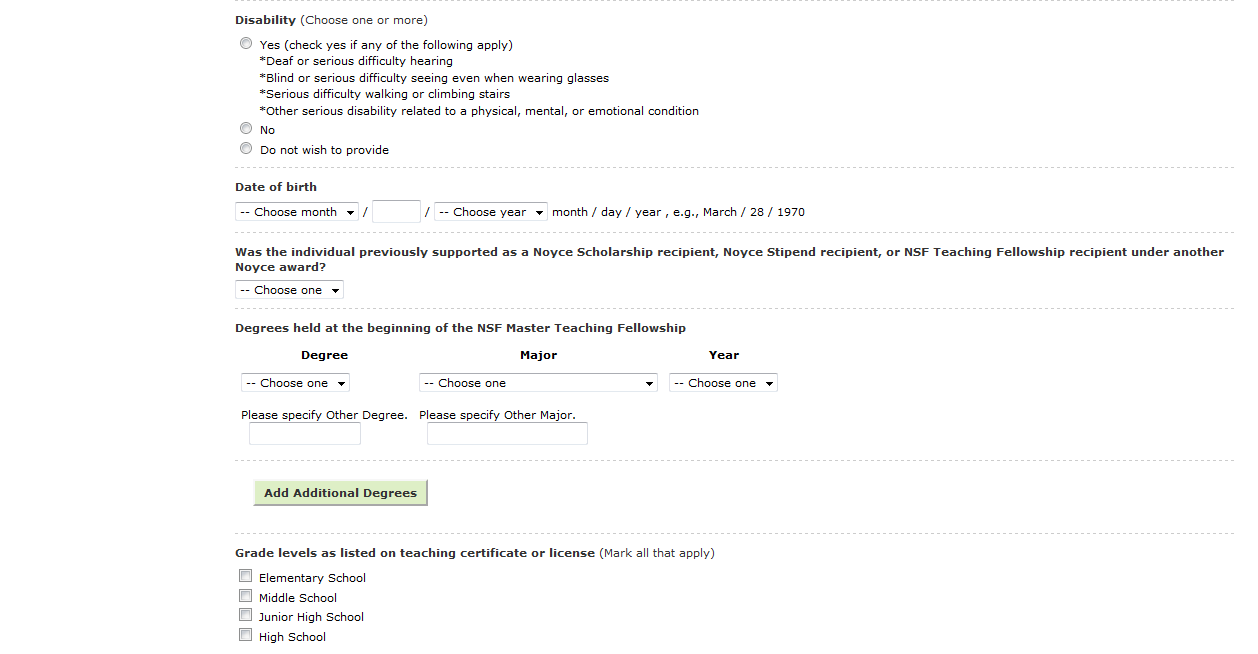 Disability (Choose one or more)
Yes (check yes if any of the following apply)
*Deaf or serious difficulty hearing
*Blind or serious difficulty seeing even when wearing glasses
*Serious difficulty walking or climbing stairs
*Other serious disability related to a physical, mental, or emotional condition
No
Do not wish to provide
Date of birth
-- Choose month / / -- Choose year month / day / year , e.g., March / 28 / 1970
Was the individual previously supported as a Noyce Scholarship recipient, Noyce Stipend recipient, or NSF Teaching Fellowship recipient under another
Noyce award?
-- Choose one
Degrees held at the beginning of the NSF Master Teaching Fellowship
Degree Major Year
-- Choose one -- Choose one -- Choose one
Please specify Other Degree. Please specify Other Major.
Add Additional Degrees
Grade levels as listed on teaching certificate or license (Mark all that apply)
Elementary School
Middle School
Junior High School
High School